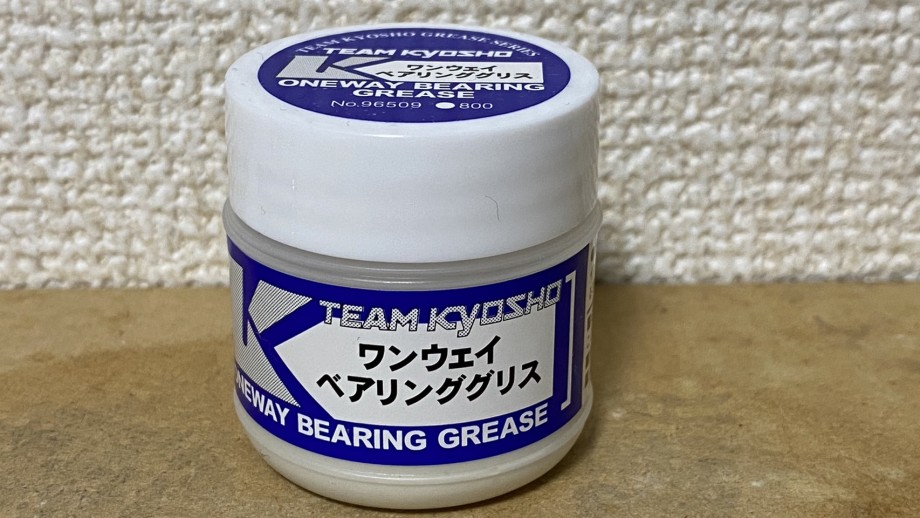 TEAM KYOSHO GREASE SERIES
TEAM KYOSHO
K
ワンウェイ
ベアリンググリス
ONEWAY BEARING
GREASE
No.96509 ●800
K
TEAM KYOSHO
ワンウェイ
ベアリンググリス
ONEWAY BEARING GREASE